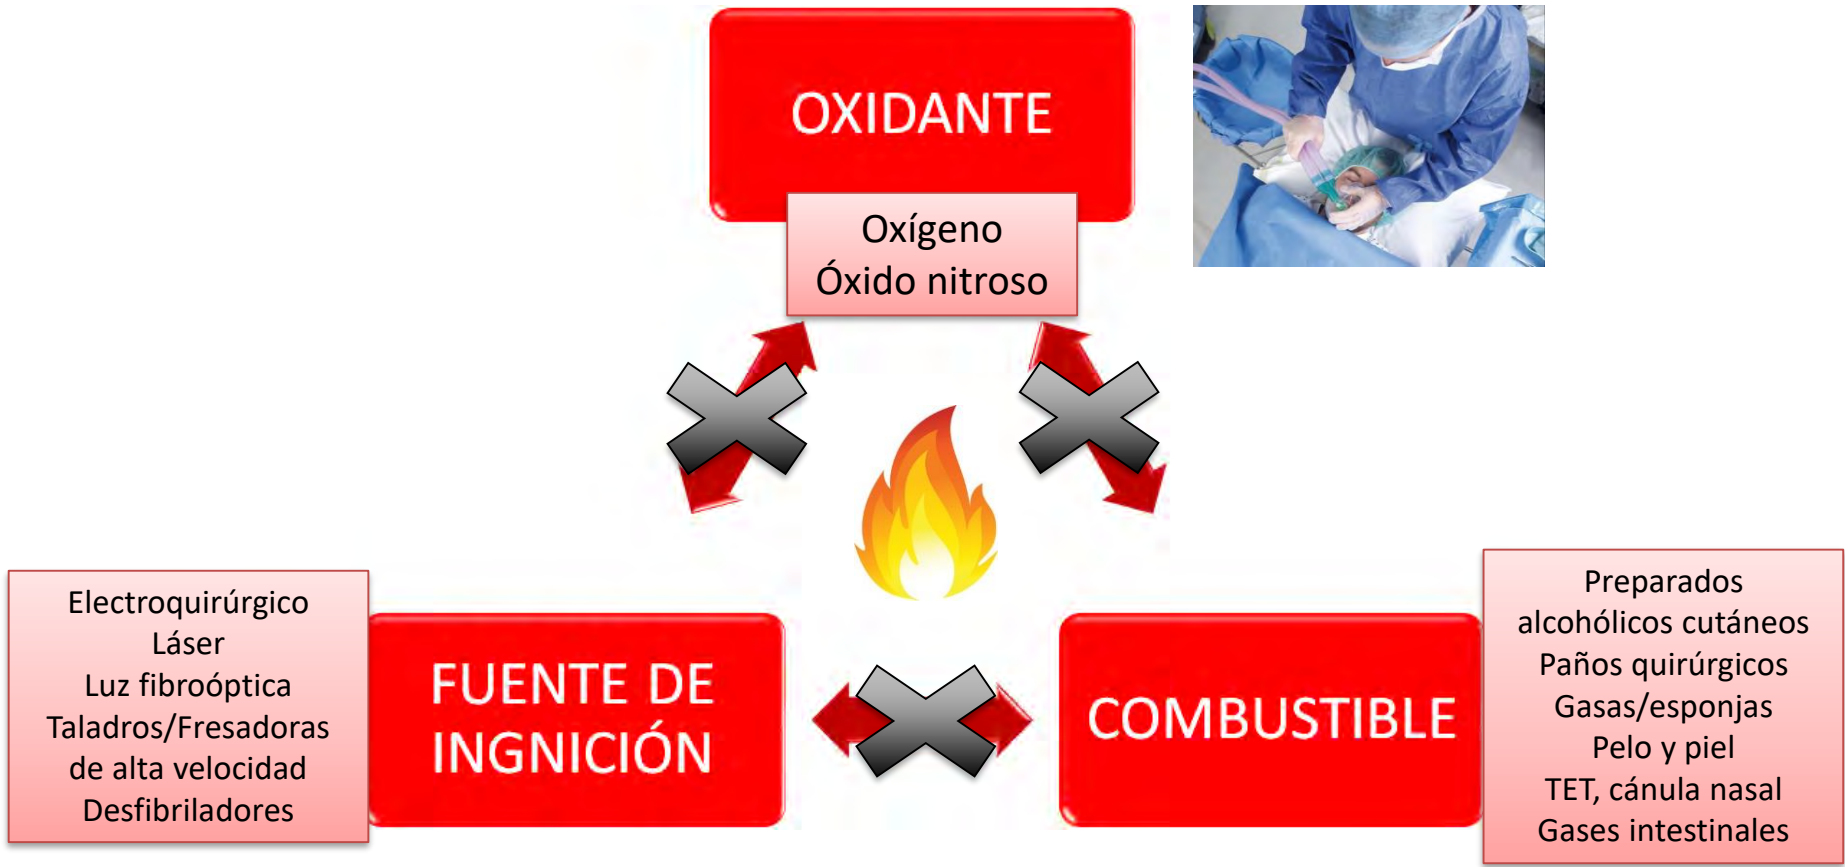 OXIDANTE
Oxígeno
Óxido nitroso
Electroquirúrgico
Láser
Luz fibroóptica
Taladros/Fresadoras
de alta velocidad
Desfibriladores
FUENTE DE
INGNICIÓN
COMBUSTIBLE
Preparados
alcohólicos cutáneos
Paños quirúrgicos
Gasas/esponjas
Pelo y piel
TET, cánula nasal
Gases intestinales